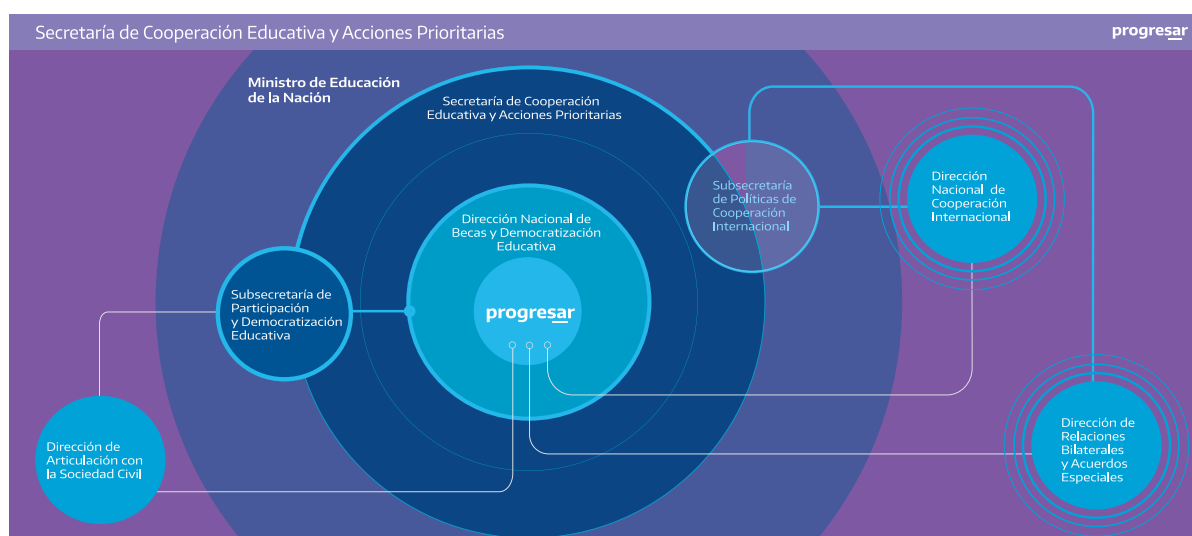 Secretaría de Cooperación Educativa y Acciones Prioritarias
progresar
Ministro de Educación
de la Nación
Secretaría de Cooperación
Educativa y Acciones Prioritarias
Subsecretaría
de Políticas de
Cooperación
Internacional
Dirección
Nacional de
Cooperación
Internacional
Dirección Nacional de
Becas y Democratización
Educativa
progresar
Subsecretaría de
Participación
y Democratización
Educativa
Dirección de
Articulación con
la Sociedad Civil
Dirección de
Relaciones
Bilaterales
y Acuerdos
Especiales